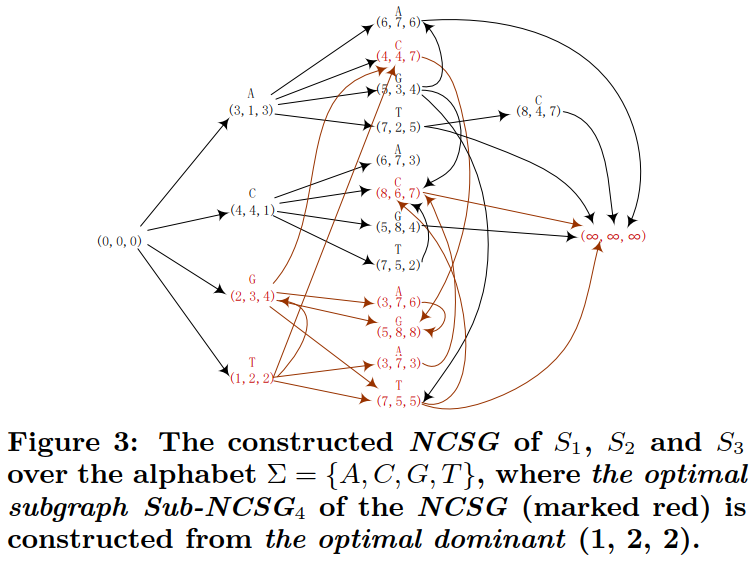 A
(6, 7, 6)
C
(4, 4, 7)
G
(5, 3, 4)
T
(7, 2, 5)
A
(3, 1, 3)
C
(8, 4, 7)
A
(6, 7, 3)
C
(8, 6, 7)
G
(5, 8, 4)
T
(7, 5, 2)
C
(4, 4, 1)
(0, 0, 0)
(∞, ∞, ∞)
G
(2, 3, 4)
A
(3, 7, 6)
G
(5, 8, 8)
T
(1, 2, 2)
A
(3, 7, 3)
T
(7, 5, 5)
Figure 3: The constructed NCSG of S₁, S₂ and S₃
over the alphabet Σ = {A, C, G, T}, where the optimal
subgraph Sub-NCSG₄ of the NCSG (marked red) is
constructed from the optimal dominant (1, 2, 2).